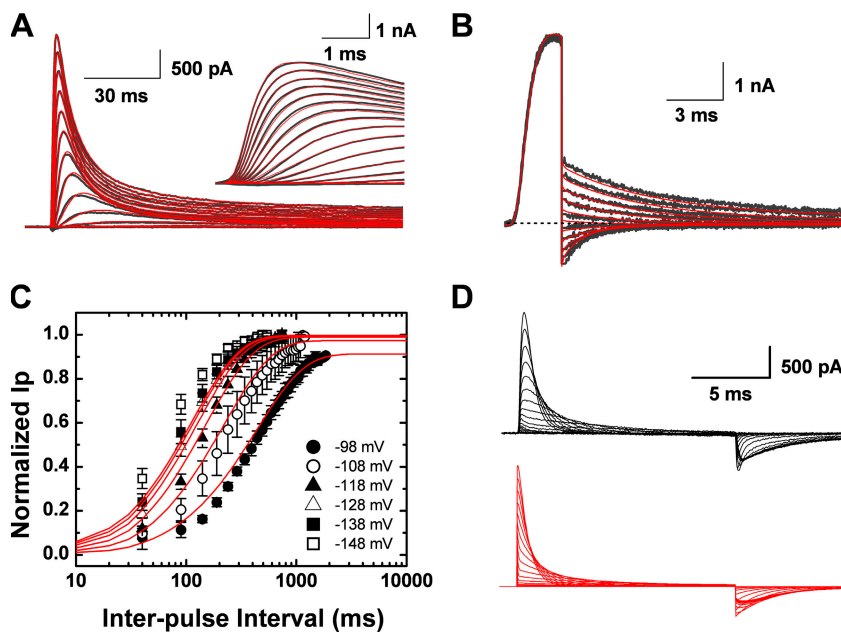 A
500 pA
30 ms
1 nA
1 ms
B
1 nA
3 ms
C
Normalized Ip
1.0
0.8
0.6
0.4
0.2
0.0
-98 mV
-108 mV
-118 mV
-128 mV
-138 mV
-148 mV
10 100 1000 10000
Inter-pulse Interval (ms)
D
500 pA
5 ms